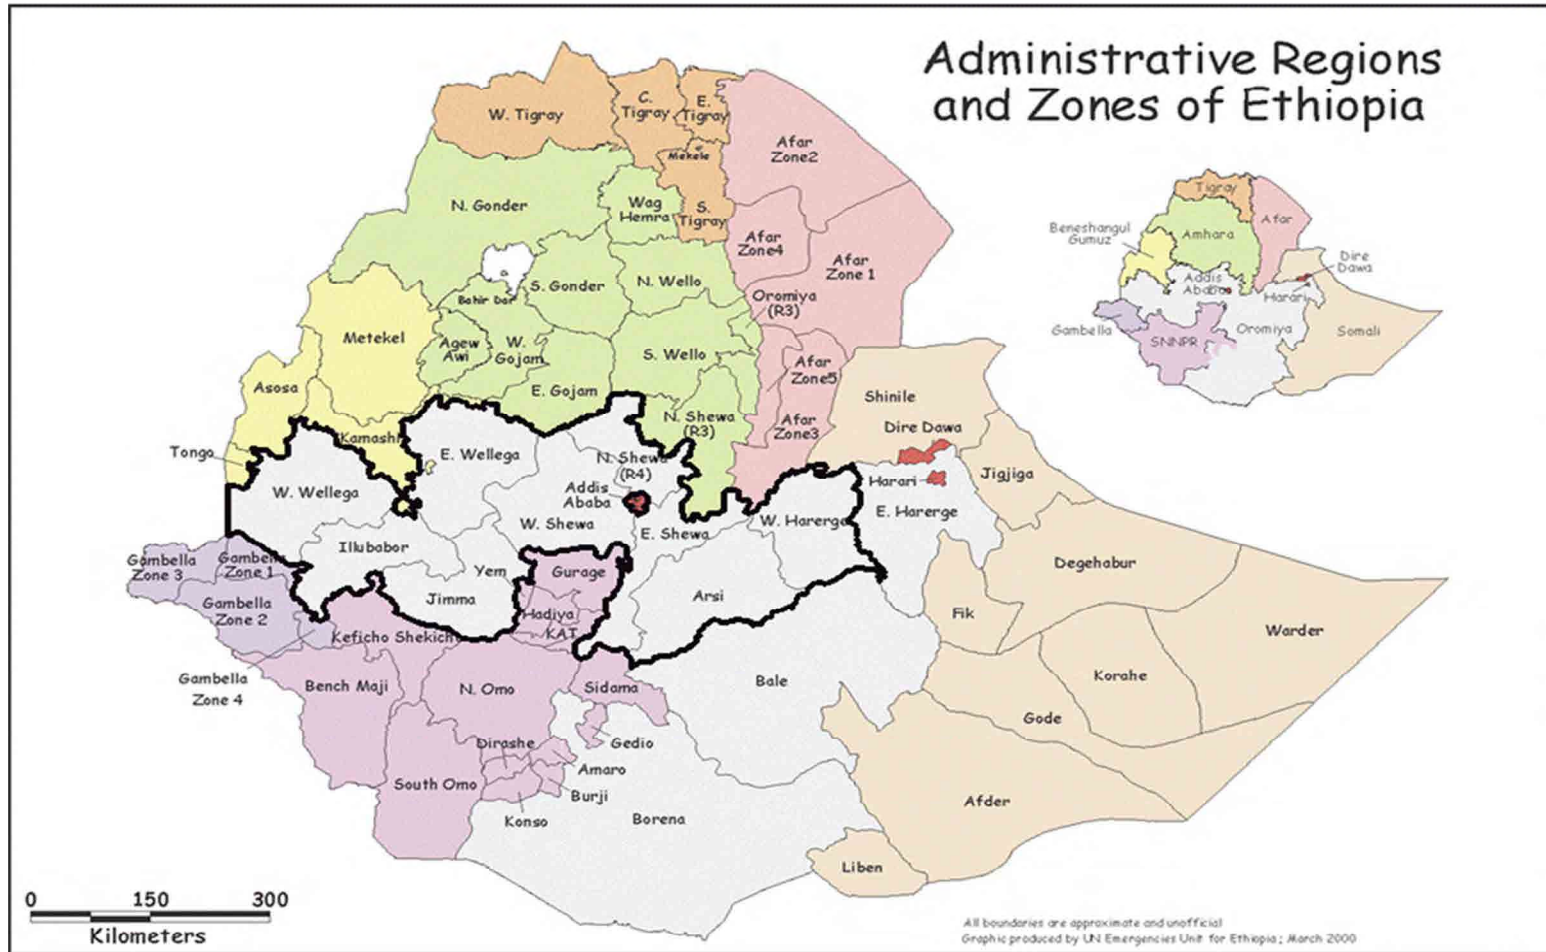 Administrative Regions
and Zones of Ethiopia
W. Tigray
C.
Tigray
E.
Tigray
Mekele
S.
Tigray
Afar
Zone2
N. Gonder
Wag
Hemra
Afar
Zone4
Afar
Zone 1
Bahir Dar
S. Gonder
N. Wello
Oromiya
(R3)
Metekel
Agew
Awi
W.
Gojam
S. Wello
Afar
Zone5
Asosa
E. Gojam
N. Shewa
(R3)
Afar
Zone3
Shinile
Dire Dawa
Tongo
Kamashi
E. Wellega
N. Shewa
(R4)
Jigjiga
W. Wellega
Addis
Ababa
Harari
W. Shewa
E. Shewa
W. Harerge
E. Harerge
Illubabor
Gambella
Zone 3
Gambella
Zone 1
Yem
Gurage
Degehabur
Gambella
Zone 2
Jimma
Hadiya
Arsi
Fik
KAT
Keficho Shekicho
Warder
Gambella
Zone 4
Bench Maji
N. Omo
Sidama
Bale
Korahe
Gode
Dirashe
Gedio
Amaro
South Omo
Burji
Konso
Borena
Afder
Liben
Tigray
Afar
Beneshangul
Gumuz
Amhara
Dire
Dawa
Addis
Ababa
Harari
Gambella
SNNPR
Oromiya
Somali
0 150 300
Kilometers
All boundaries are approximate and unofficial
Graphic produced by UN Emergencies Unit for Ethiopia; March 2000